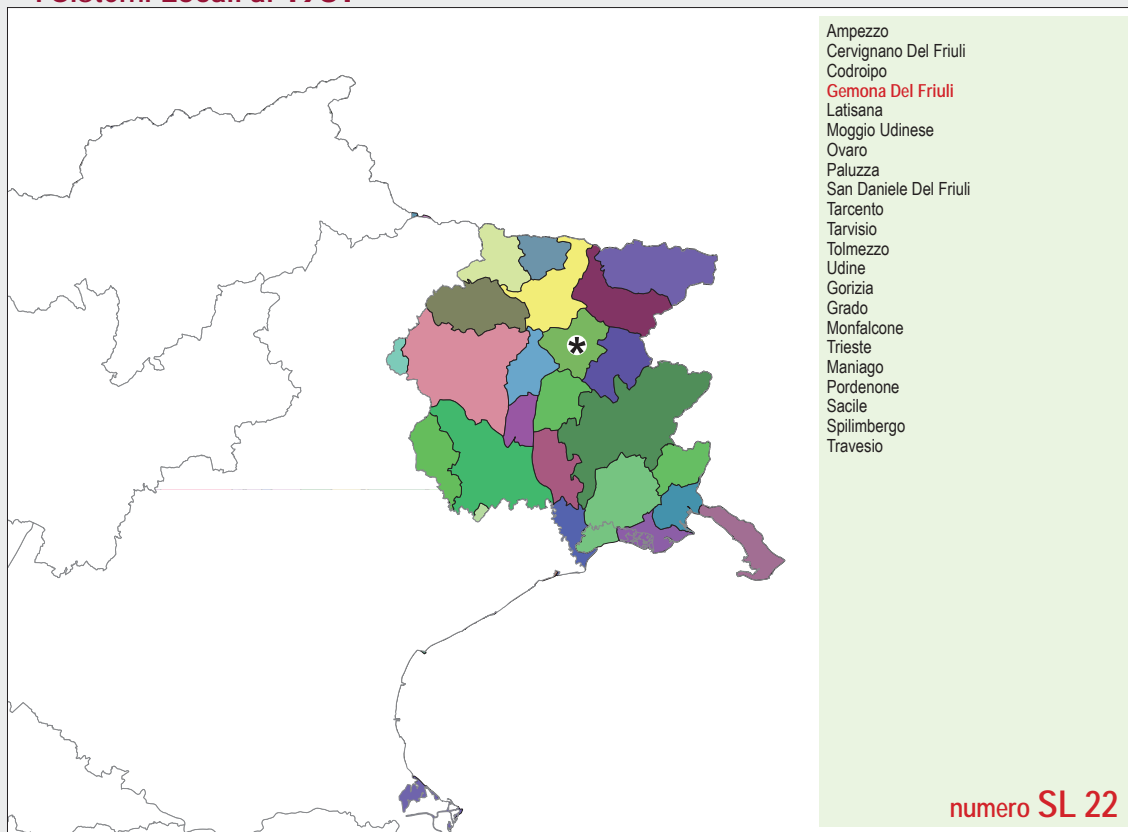 Ampezzo
Cervignano Del Friuli
Codroipo
Gemona Del Friuli
Latisana
Moggio Udinese
Ovaro
Paluzza
San Daniele Del Friuli
Tarcento
Tarvisio
Tolmezzo
Udine
Gorizia
Grado
Monfalcone
Trieste
Maniago
Pordenone
Sacile
Spilimbergo
Travesio
numero SL 22